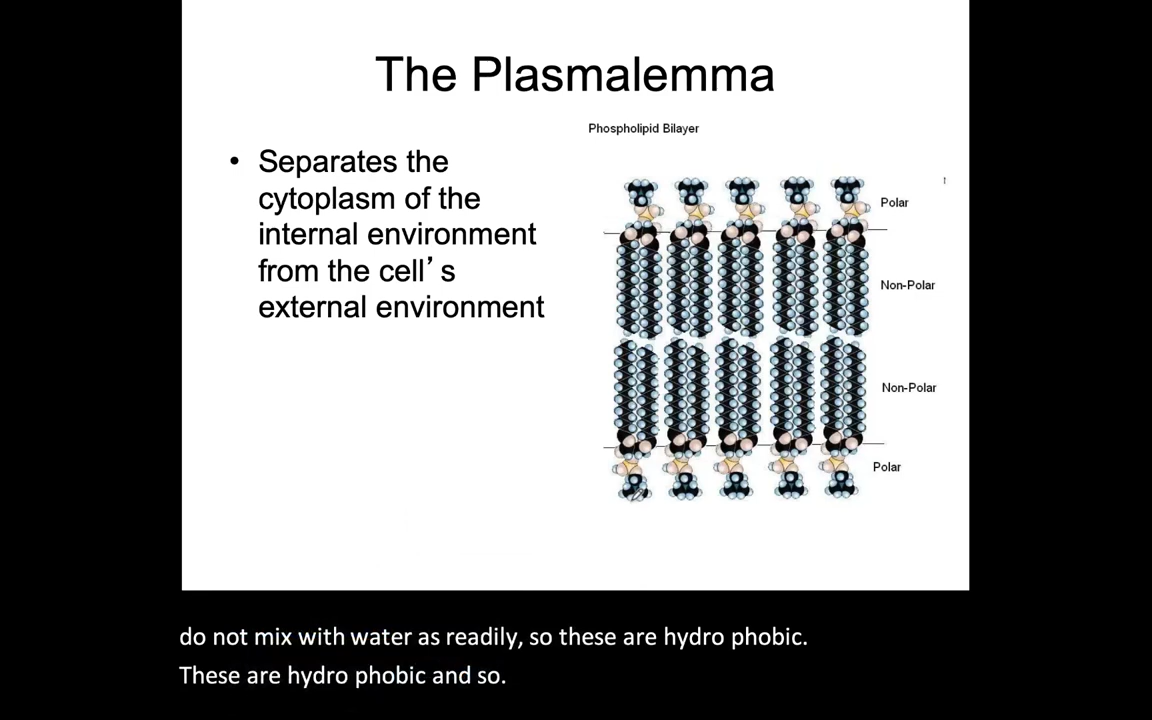 The Plasmalemma
Phospholipid Bilayer
• Separates the
cytoplasm of the
internal environment
from the cell’s
external environment
Polar
Non-Polar
Non-Polar
Polar
do not mix with water as readily, so these are hydro phobic.
These are hydro phobic and so.